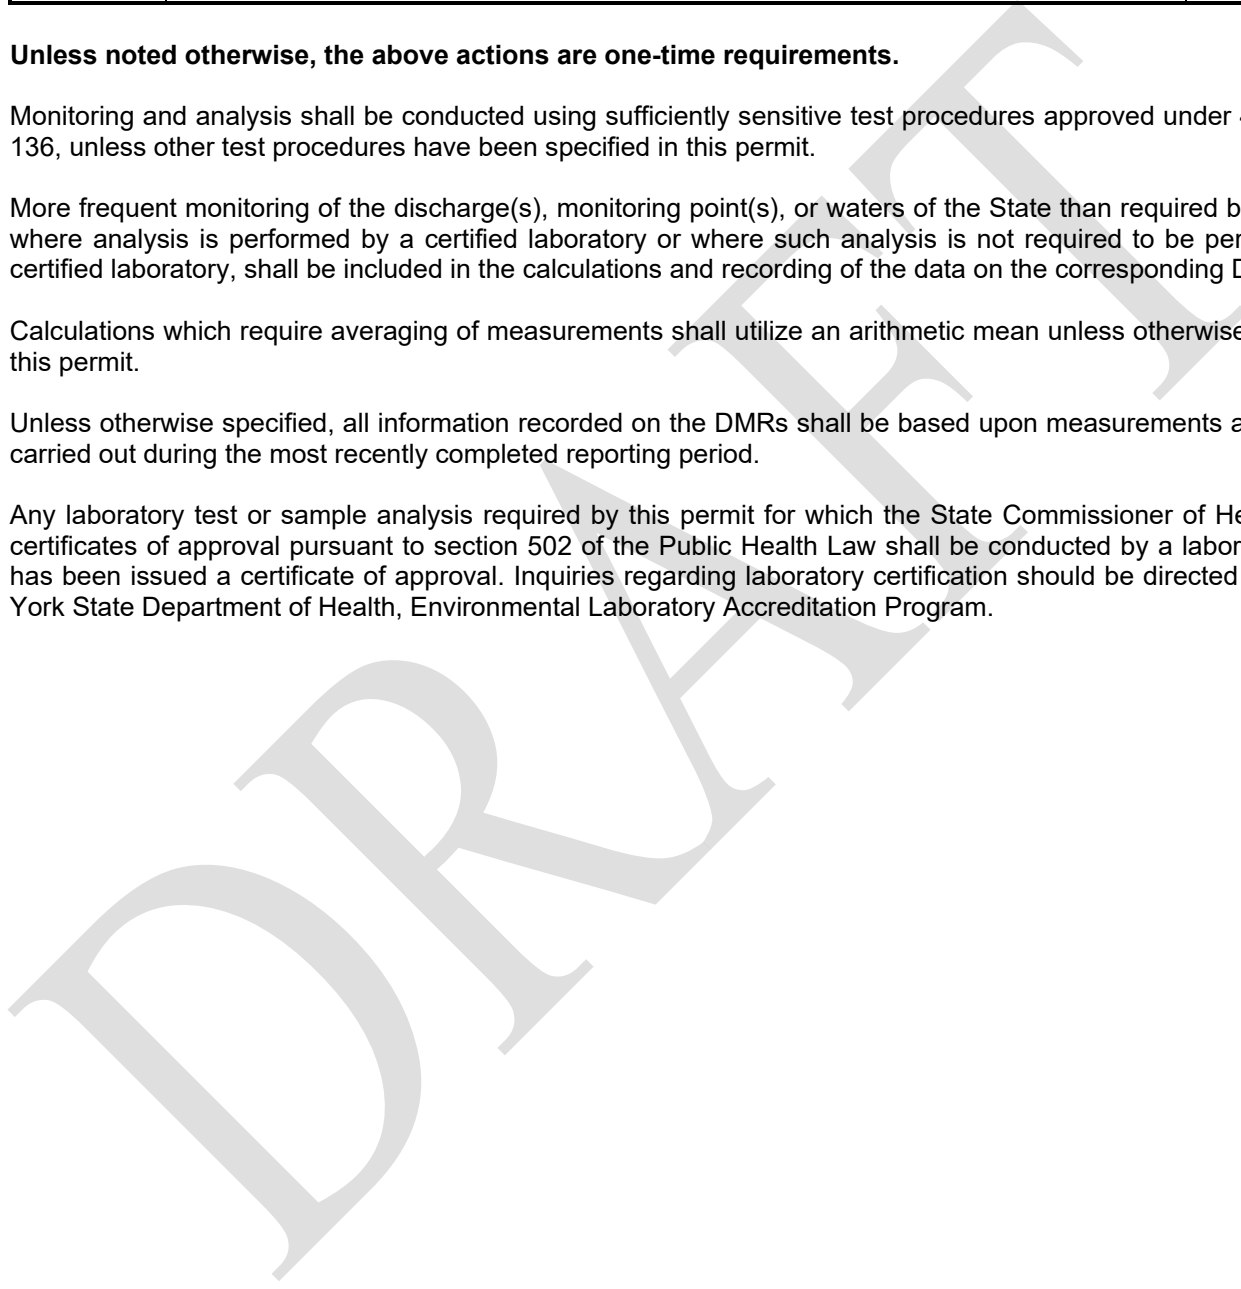 Unless noted otherwise, the above actions are one-time requirements.
Monitoring and analysis shall be conducted using sufficiently sensitive test procedures approved under
136, unless other test procedures have been specified in this permit.
More frequent monitoring of the discharge(s), monitoring point(s), or waters of the State than required
where analysis is performed by a certified laboratory or where such analysis is not required to be
certified laboratory, shall be included in the calculations and recording of the data on the corresponding
Calculations which require averaging of measurements shall utilize an arithmetic mean unless otherwise
this permit.
Unless otherwise specified, all information recorded on the DMRs shall be based upon measurements
carried out during the most recently completed reporting period.
Any laboratory test or sample analysis required by this permit for which the State Commissioner of
certificates of approval pursuant to section 502 of the Public Health Law shall be conducted by a
has been issued a certificate of approval. Inquiries regarding laboratory certification should be directed
York State Department of Health, Environmental Laboratory Accreditation Program.
DRAFT